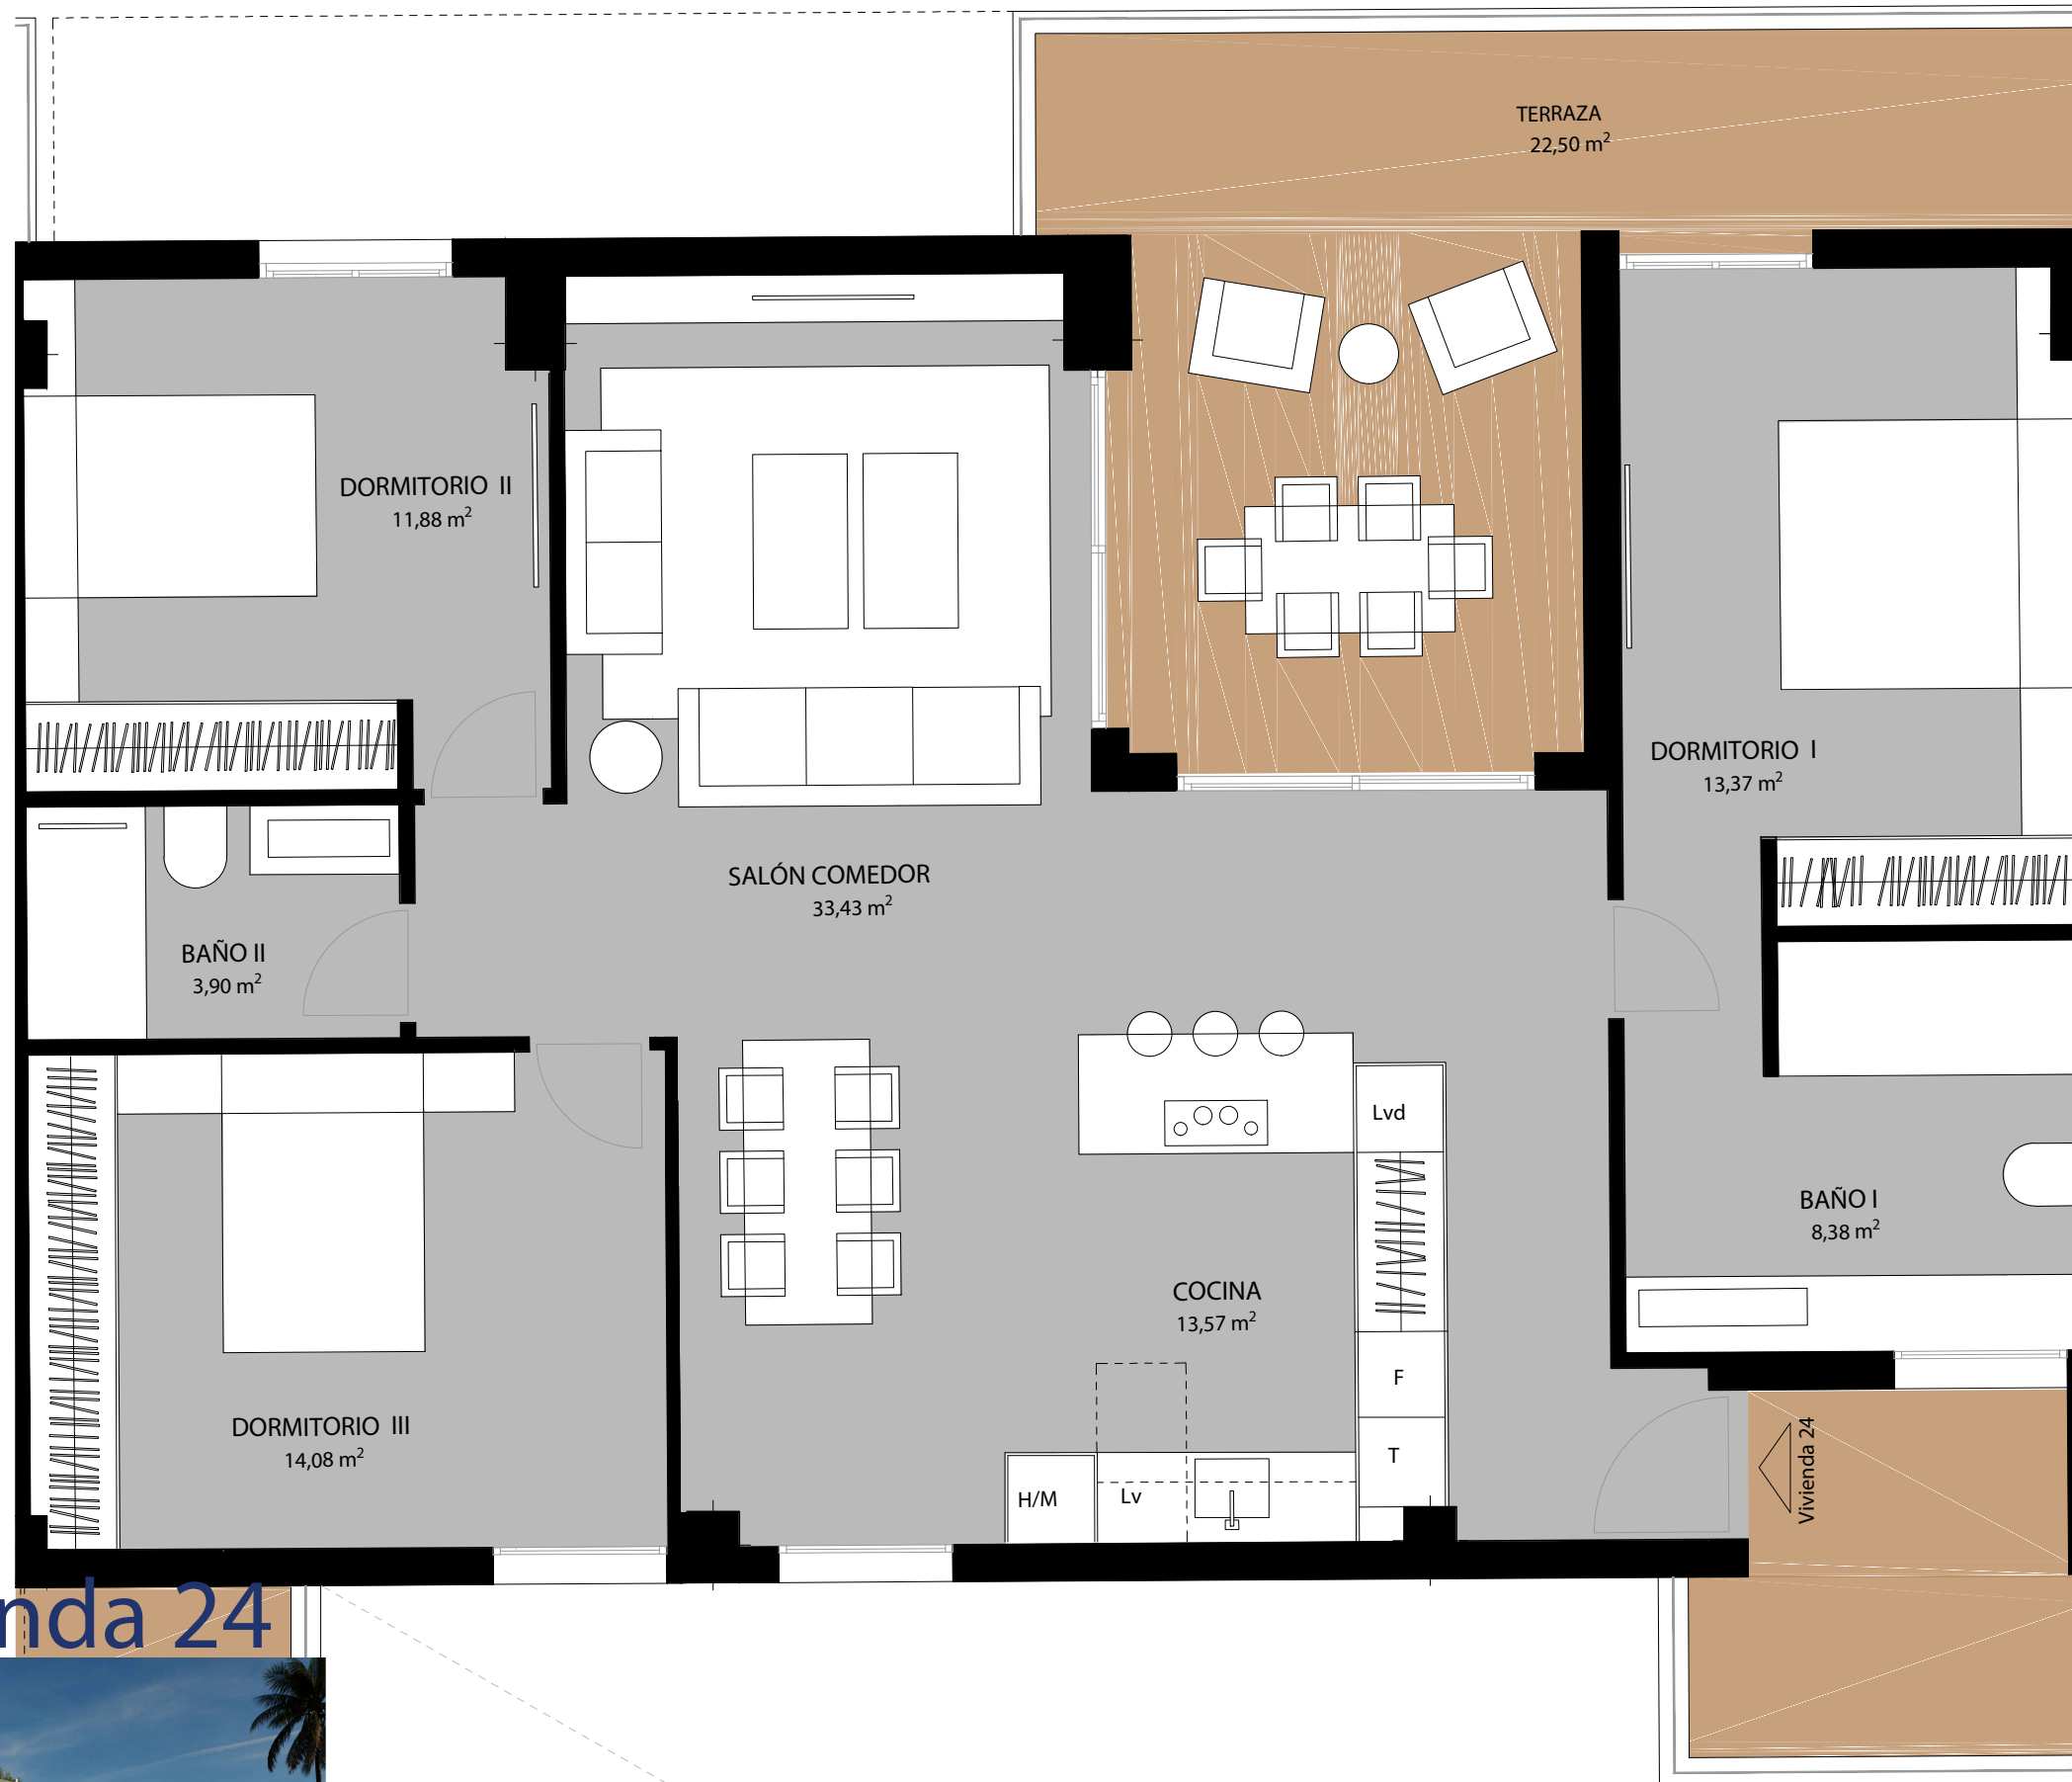 TERRAZA
22,50 m²
DORMITORIO II
11,88 m²
DORMITORIO I
13,37 m²
SALÓN COMEDOR
33,43 m²
BAÑO II
3,90 m²
Lvd
BAÑO I
8,38 m²
COCINA
13,57 m²
F
DORMITORIO III
14,08 m²
T
H/M
Lv
Vivienda 24
nda 24